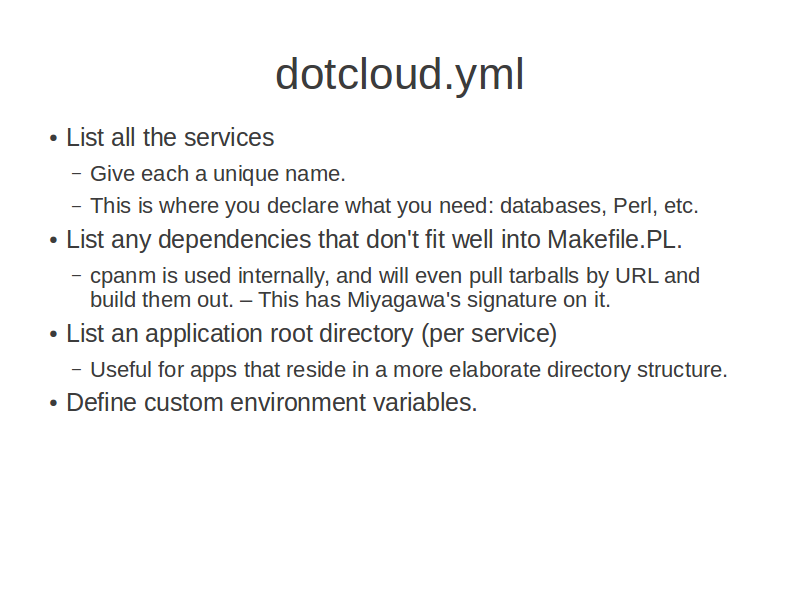 dotcloud.yml
• List all the services
– Give each a unique name.
– This is where you declare what you need: databases, Perl, etc.
• List any dependencies that don't fit well into Makefile.PL.
– cpanm is used internally, and will even pull tarballs by URL and
build them out. – This has Miyagawa's signature on it.
• List an application root directory (per service)
– Useful for apps that reside in a more elaborate directory structure.
• Define custom environment variables.